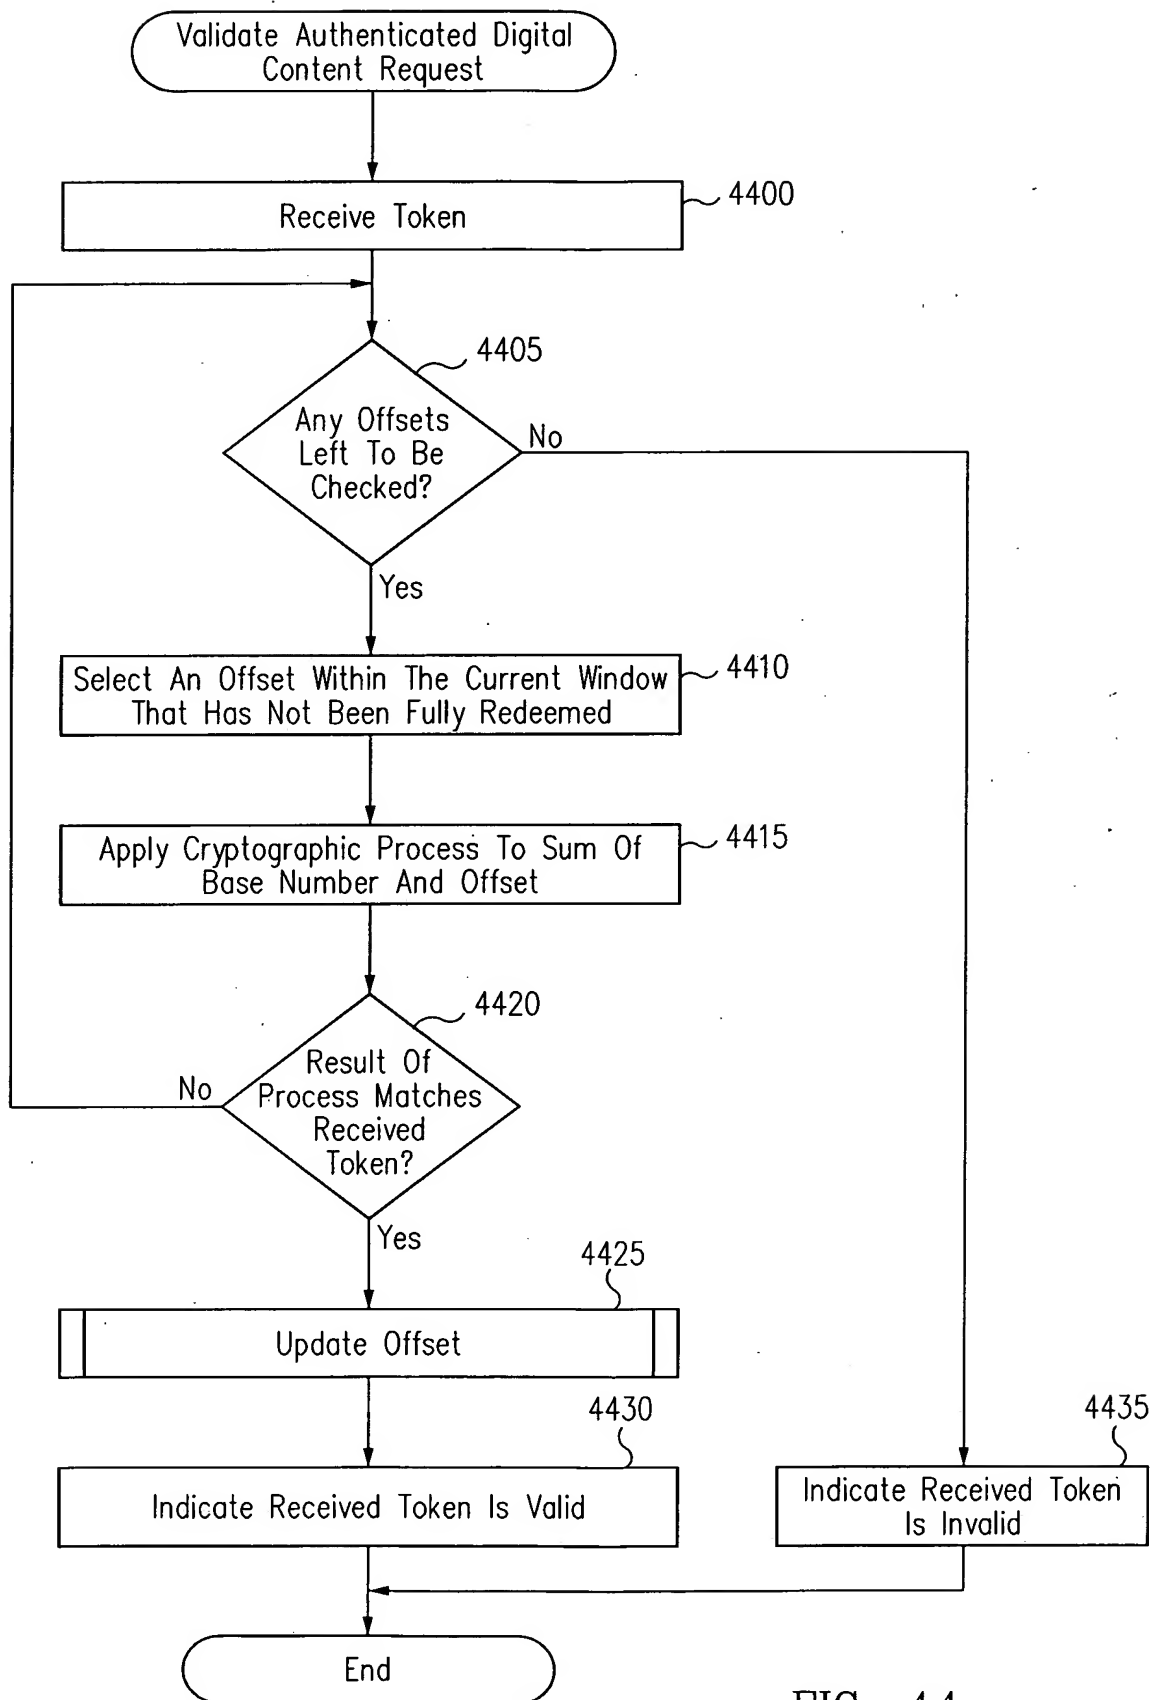 Validate Authenticated Digital
Content Request
Receive Token
4400
4405
Any Offsets
Left To Be
Checked?
No
Yes
Select An Offset Within The Current Window
That Has Not Been Fully Redeemed
4410
Apply Cryptographic Process To Sum Of
Base Number And Offset
4415
4420
Result Of
Process Matches
Received
Token?
No
Yes
4425
Update Offset
4430
Indicate Received Token Is Valid
4435
Indicate Received Token
Is Invalid
End
FIG. 44